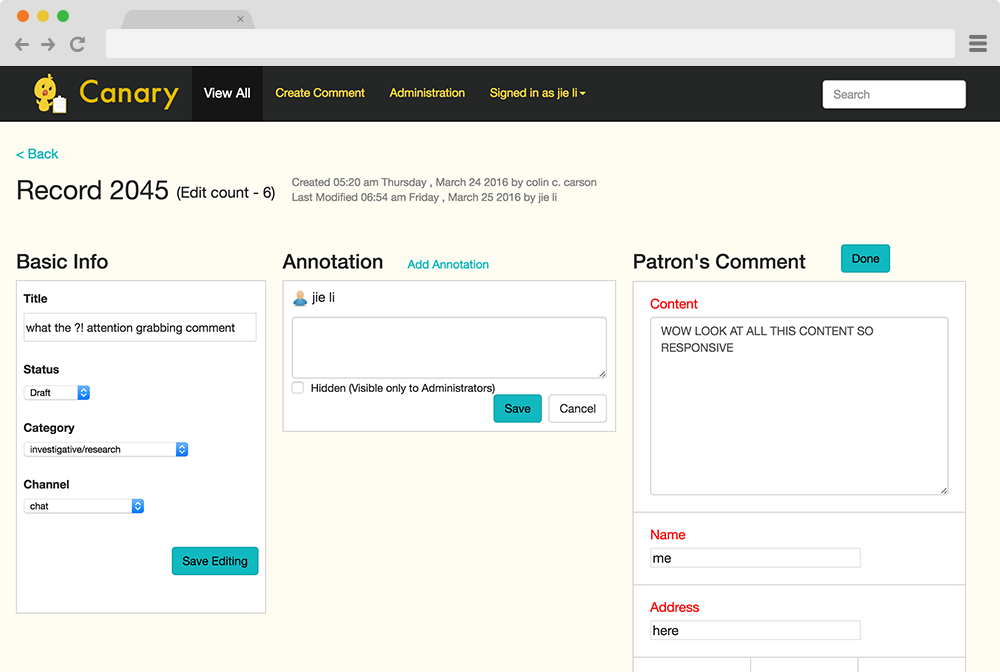 Canary
View All
Create Comment
Administration
Signed in as jie li
Search
< Back
Record 2045 (Edit count - 6)
Created 05:20 am Thursday , March 24 2016 by colin c. carson
Last Modified 06:54 am Friday , March 25 2016 by jie li
Basic Info
Title
what the ?! attention grabbing comment
Status
Draft
Category
investigative/research
Channel
chat
Save Editing
Annotation
Add Annotation
jie li
Hidden (Visible only to Administrators)
Save
Cancel
Patron's Comment
Done
Content
WOW LOOK AT ALL THIS CONTENT SO
RESPONSIVE
Name
me
Address
here